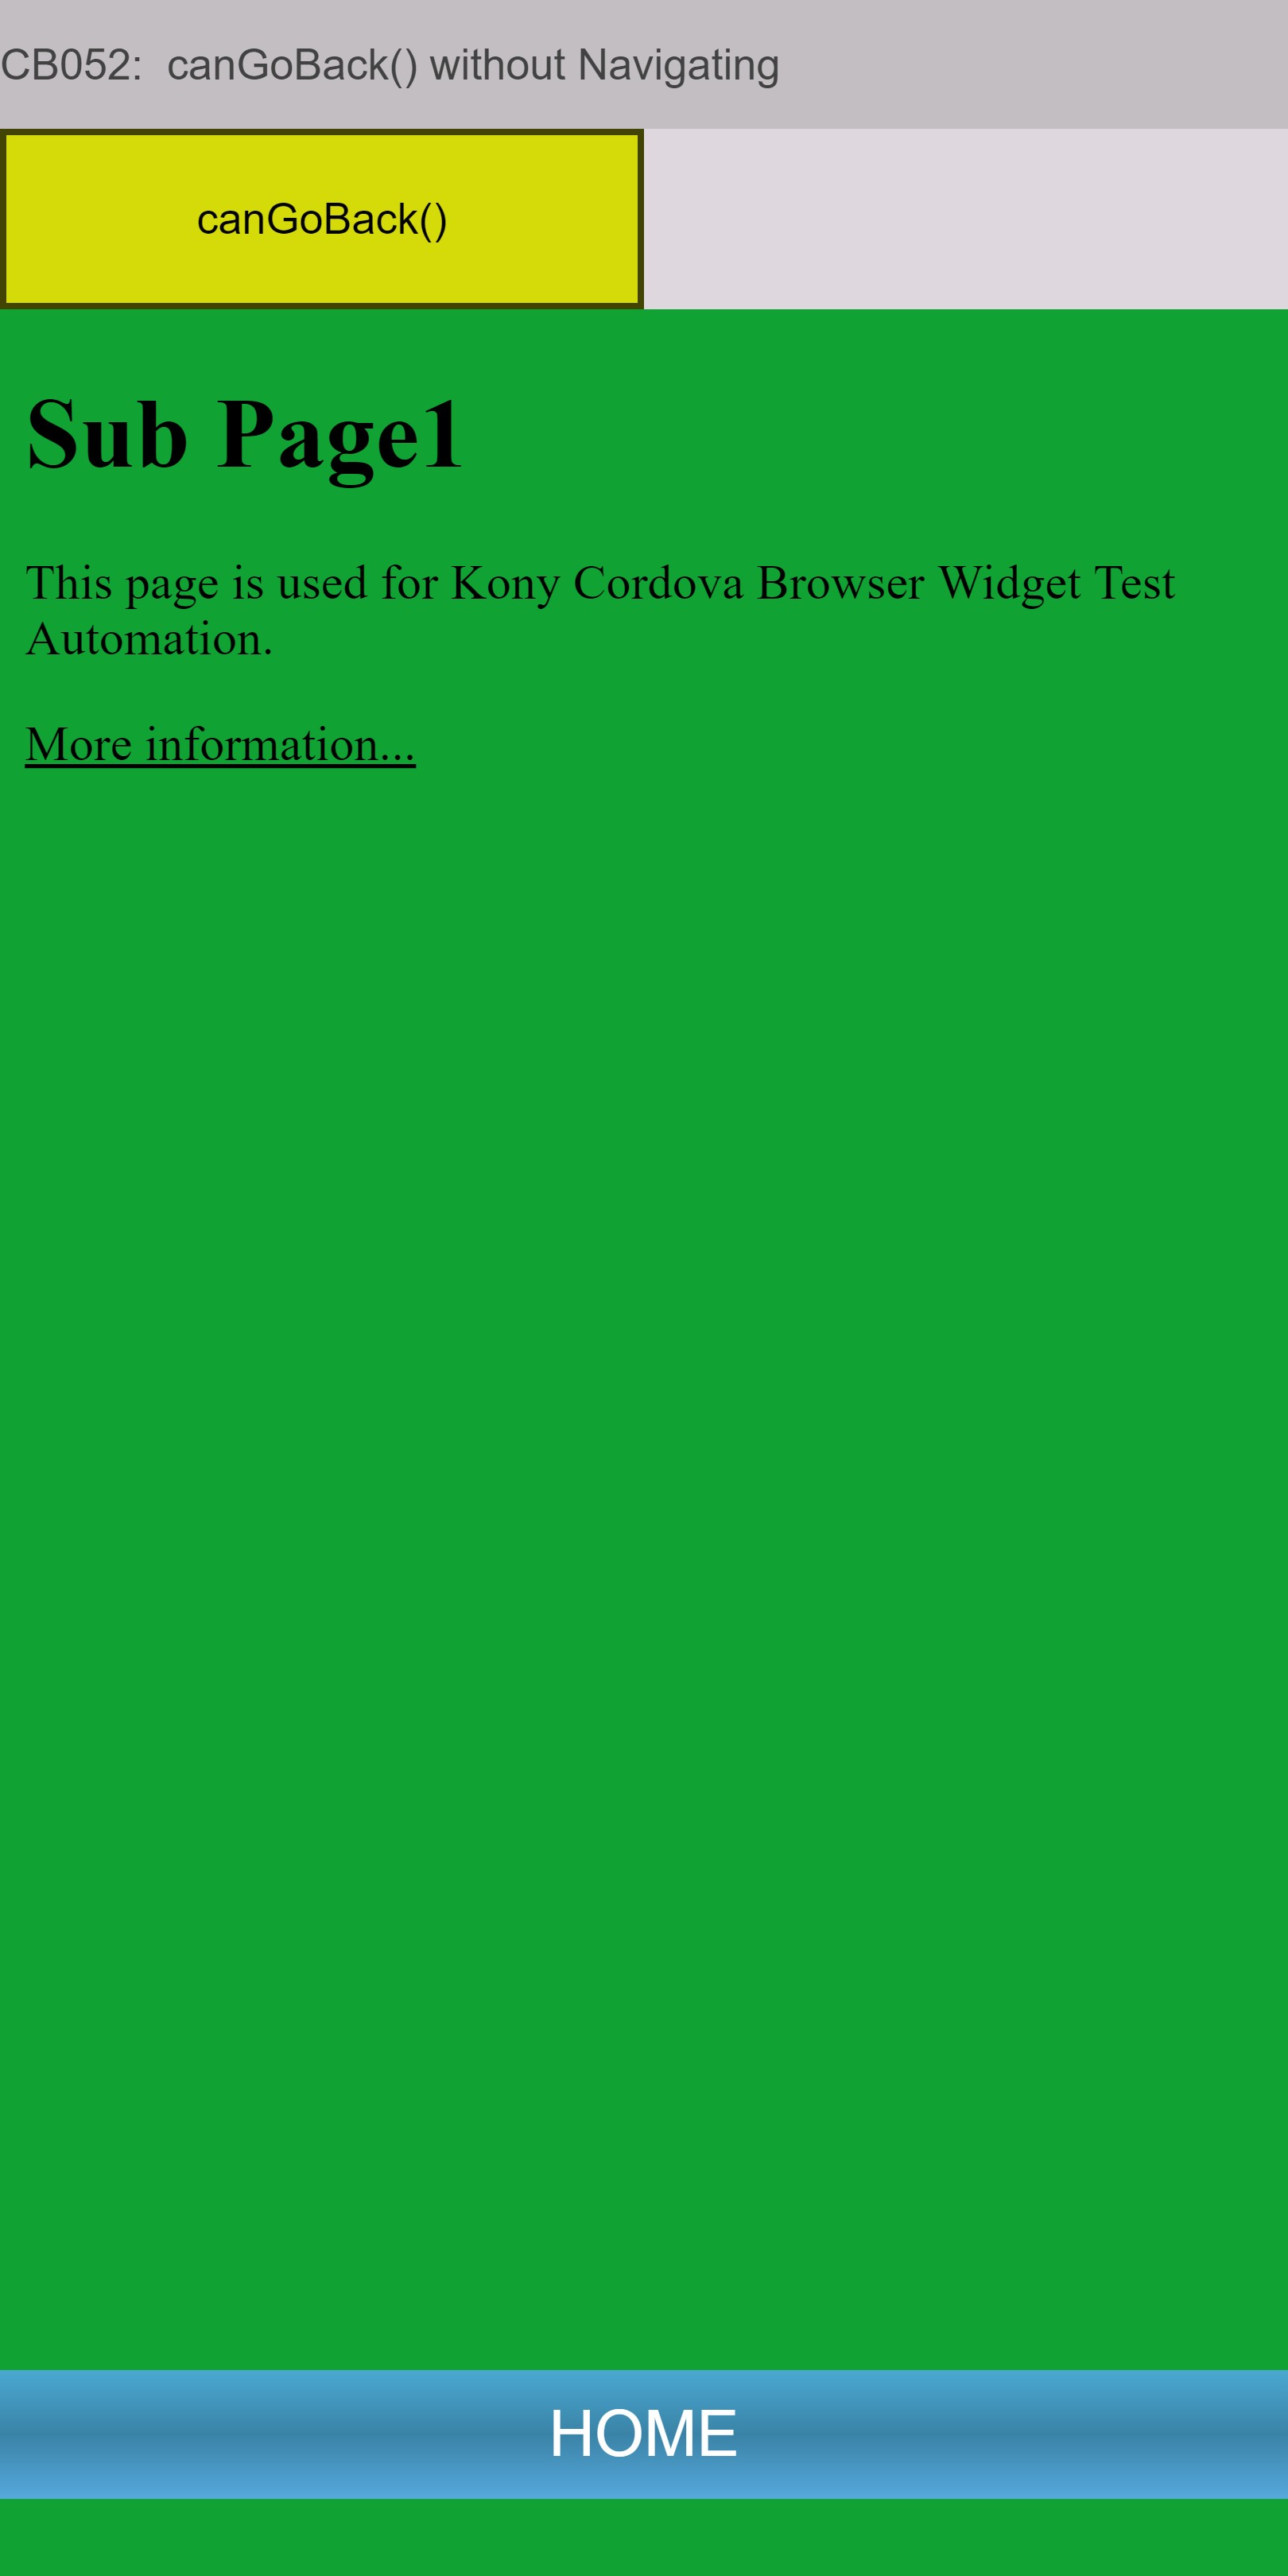 CB052:  canGoBack() without Navigating
canGoBack()
Sub Page1
This page is used for Kony Cordova Browser Widget Test
Automation.
More information...
HOME